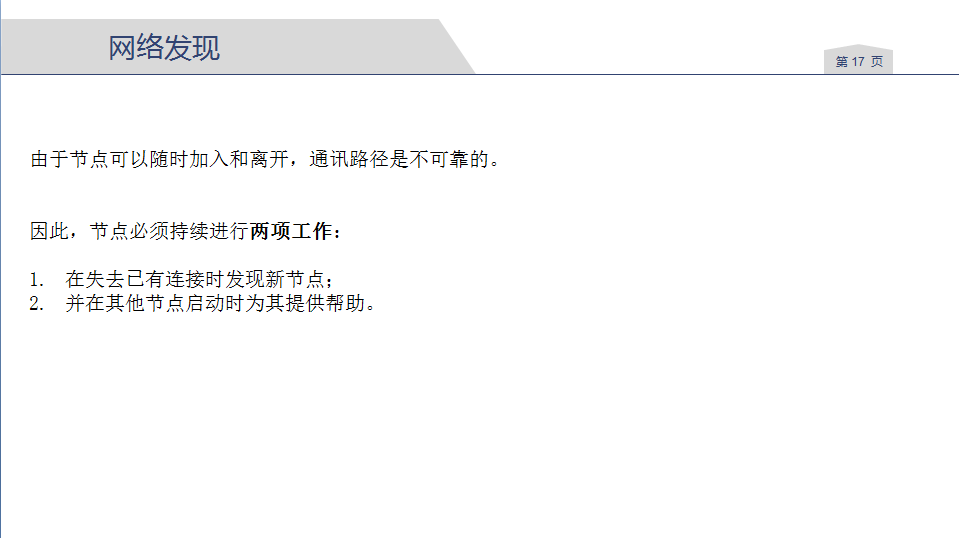 网络发现
第 17 页
由于节点可以随时加入和离开，通讯路径是不可靠的。
因此，节点必须持续进行两项工作：
1. 在失去已有连接时发现新节点；
2. 并在其他节点启动时为其提供帮助。